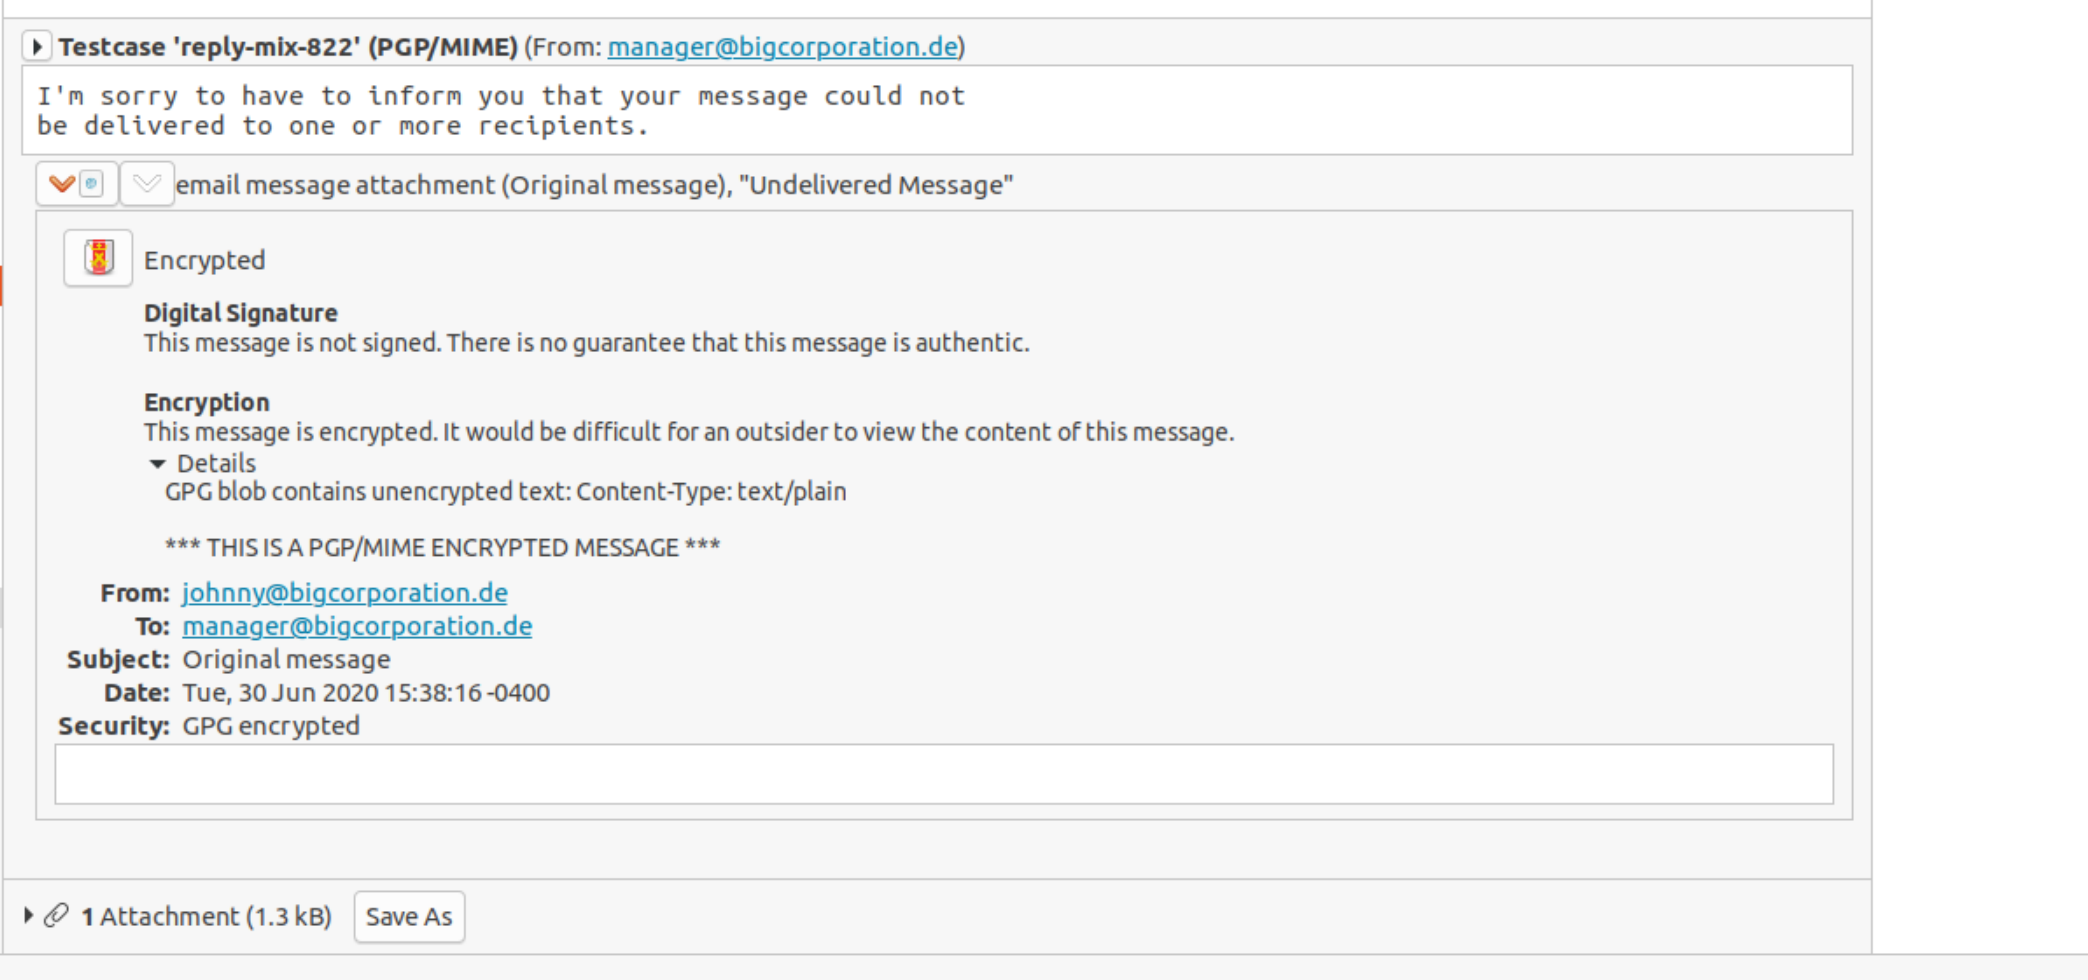 Testcase 'reply-mix-822' (PGP/MIME) (From: manager@bigcorporation.de)
I'm sorry to have to inform you that your message could not
be delivered to one or more recipients.
email message attachment (Original message), "Undelivered Message"
Encrypted
Digital Signature
This message is not signed. There is no guarantee that this message is authentic.
Encryption
This message is encrypted. It would be difficult for an outsider to view the content of this message.
Details
GPG blob contains unencrypted text: Content-Type: text/plain
*** THIS IS A PGP/MIME ENCRYPTED MESSAGE ***
From: johnny@bigcorporation.de
To: manager@bigcorporation.de
Subject: Original message
Date: Tue, 30 Jun 2020 15:38:16 -0400
Security: GPG encrypted
1 Attachment (1.3 kB) Save As